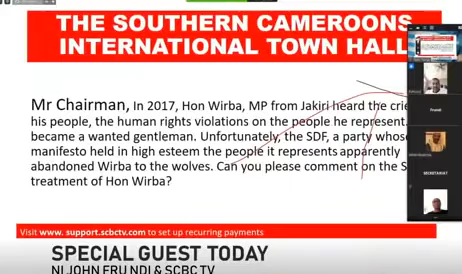 THE SOUTHERN CAMEROONS
INTERNATIONAL TOWN HALL
Mr Chairman, In 2017, Hon Wirba, MP from Jakiri heard the crie
his people, the human rights violations on the people he represent.
became a wanted gentleman. Unfortunately, the SDF, a party whose
manifesto held in high esteem the people it represents apparently
abandoned Wirba to the wolves. Can you please comment on the S
treatment of Hon Wirba?
Visit www. support.scbctv.com to set up recurring payments
SPECIAL GUEST TODAY
NI JOHN FRU NDI & SCBC TV
Frundi
SECRETARIAT